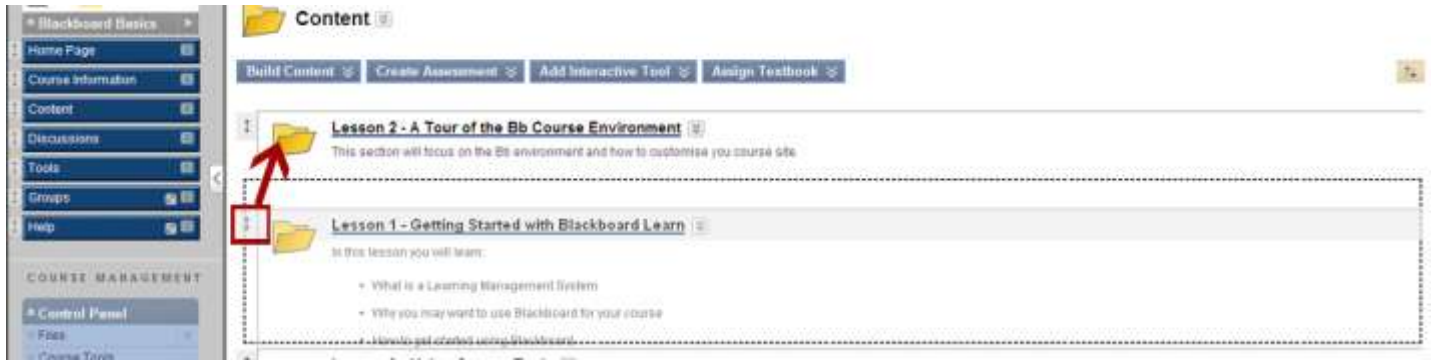 Blackboard Basics
Home Page
Course Information
Content
Discussions
Tools
Groups
Help
COURSE MANAGEMENT
Control Panel
Files
Course Tools
Content
Build Content Create Assessment Add Interactive Tool Assign Textbook
Lesson 2 - A Tour of the Bb Course Environment
This section will focus on the Bb environment and how to customise you course site
Lesson 1 - Getting Started with Blackboard Learn
In this lesson you will learn:
• What is a Learning Management System
• Why you may want to use Blackboard for your course
• How to get started using Blackboard